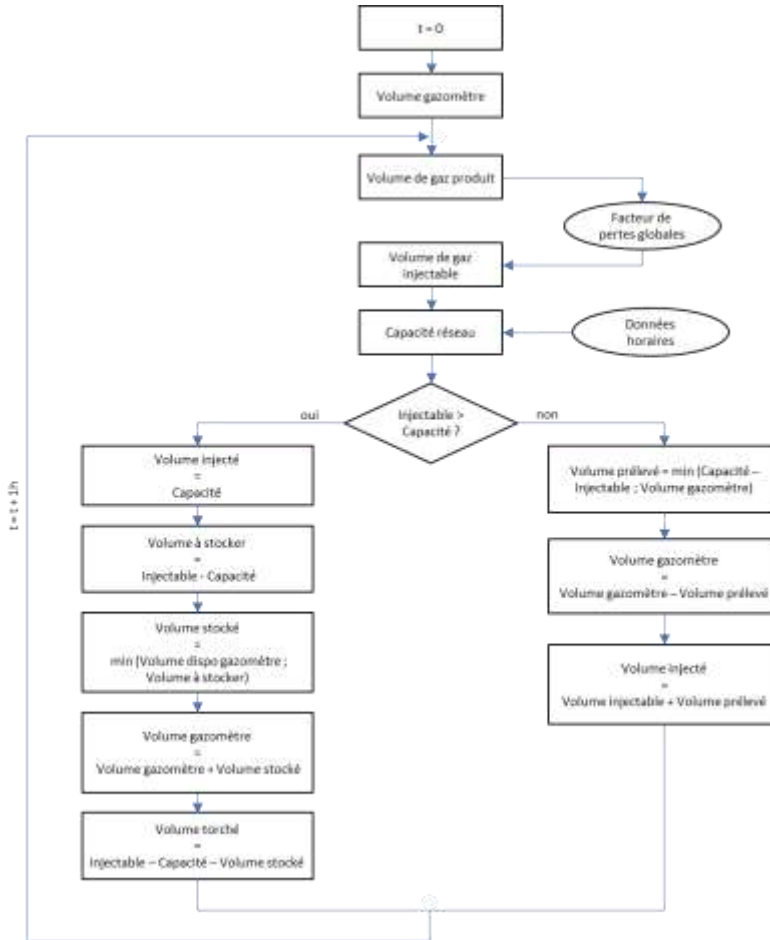 t = 0
Volume gazomètre
Volume de gaz produit
Facteur de
pertes globales
Volume de gaz
injectable
Capacité réseau
Données
horaires
Injectable >
Capacité ?
oui
non
Volume injecté
=
Capacité
Volume à stocker
=
Injectable - Capacité
Volume stocké
=
min (Volume dispo gazomètre ;
Volume à stocker)
Volume gazomètre
=
Volume gazomètre + Volume stocké
Volume torché
=
Injectable – Capacité – Volume stocké
Volume prélevé = min (Capacité –
Injectable ; Volume gazomètre)
Volume gazomètre
=
Volume gazomètre – Volume prélevé
Volume injecté
=
Volume injectable + Volume prélevé
t = t + 1h